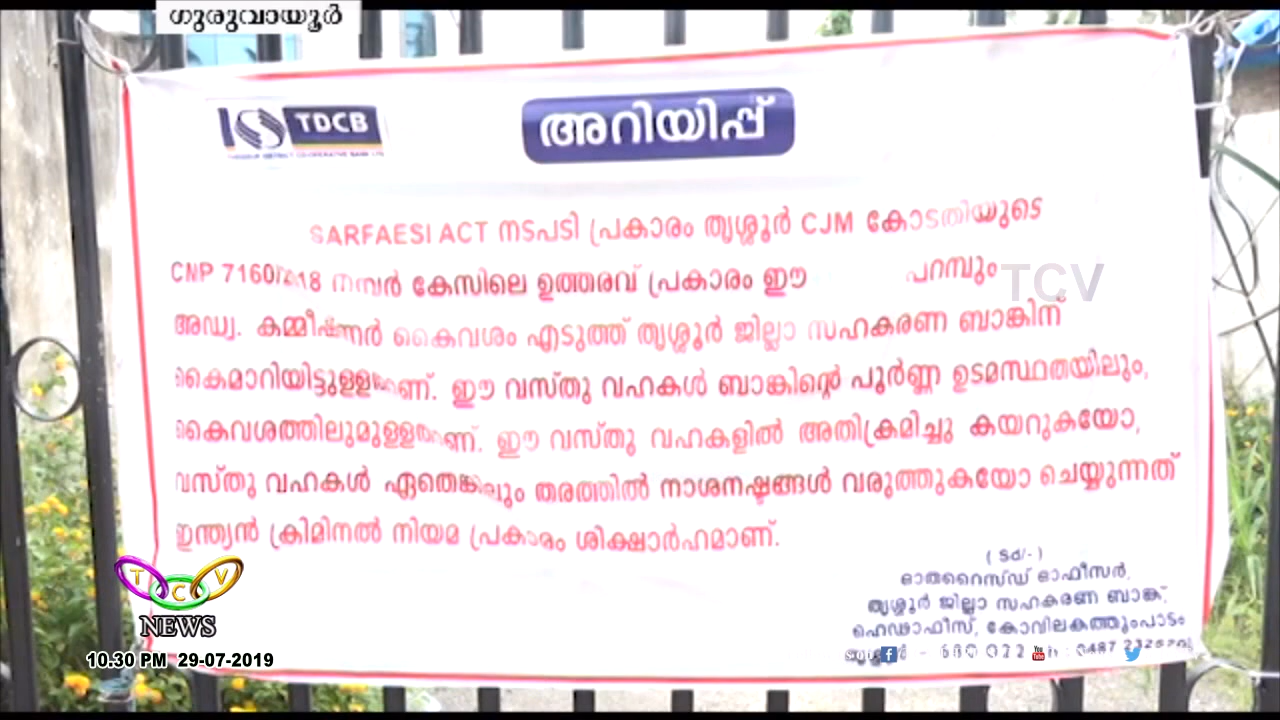 ഗുരുവായൂർ
TDCB
അറിയിപ്പ്
SARFAESI ACT നടപടി പ്രകാരം തൃശ്ശൂർ CJM കോടതിയുടെ
CNP 7160/ നമ്പർ കേസിലെ ഉത്തരവ് പ്രകാരം ഈ പറമ്പും
TCV
അഡ്വ. കമ്മീഷ്ണർ കൈവശം എടുത്ത് തൃശ്ശൂർ ജില്ലാ സഹകരണ ബാങ്കിന്
കൈമാറിയിട്ടുള്ളതാണ്. ഈ വസ്തു വഹകൾ ബാങ്കിന്റെ പൂർണ്ണ ഉടമസ്ഥതയിലും,
കൈവശത്തിലുമുള്ളതാണ്. ഈ വസ്തു വഹകളിൽ അതിക്രമിച്ചു കയറുകയോ,
വസ്തു വഹകൾ ഏതെങ്കിലും തരത്തിൽ നാശനഷ്ടങ്ങൾ വരുത്തുകയോ ചെയ്യുന്നത്
ഇന്ത്യൻ ക്രിമിനൽ നിയമ പ്രകാരം ശിക്ഷാർഹമാണ്.
( Sd/- )
ഓതറൈസ്ഡ് ഓഫീസർ,
തൃശ്ശൂർ ജില്ലാ സഹകരണ ബാങ്ക്,
ഹെഡാഫീസ്, കോവിലകത്തുംപാടം
TCV
NEWS
10:30 PM 29-07-2019